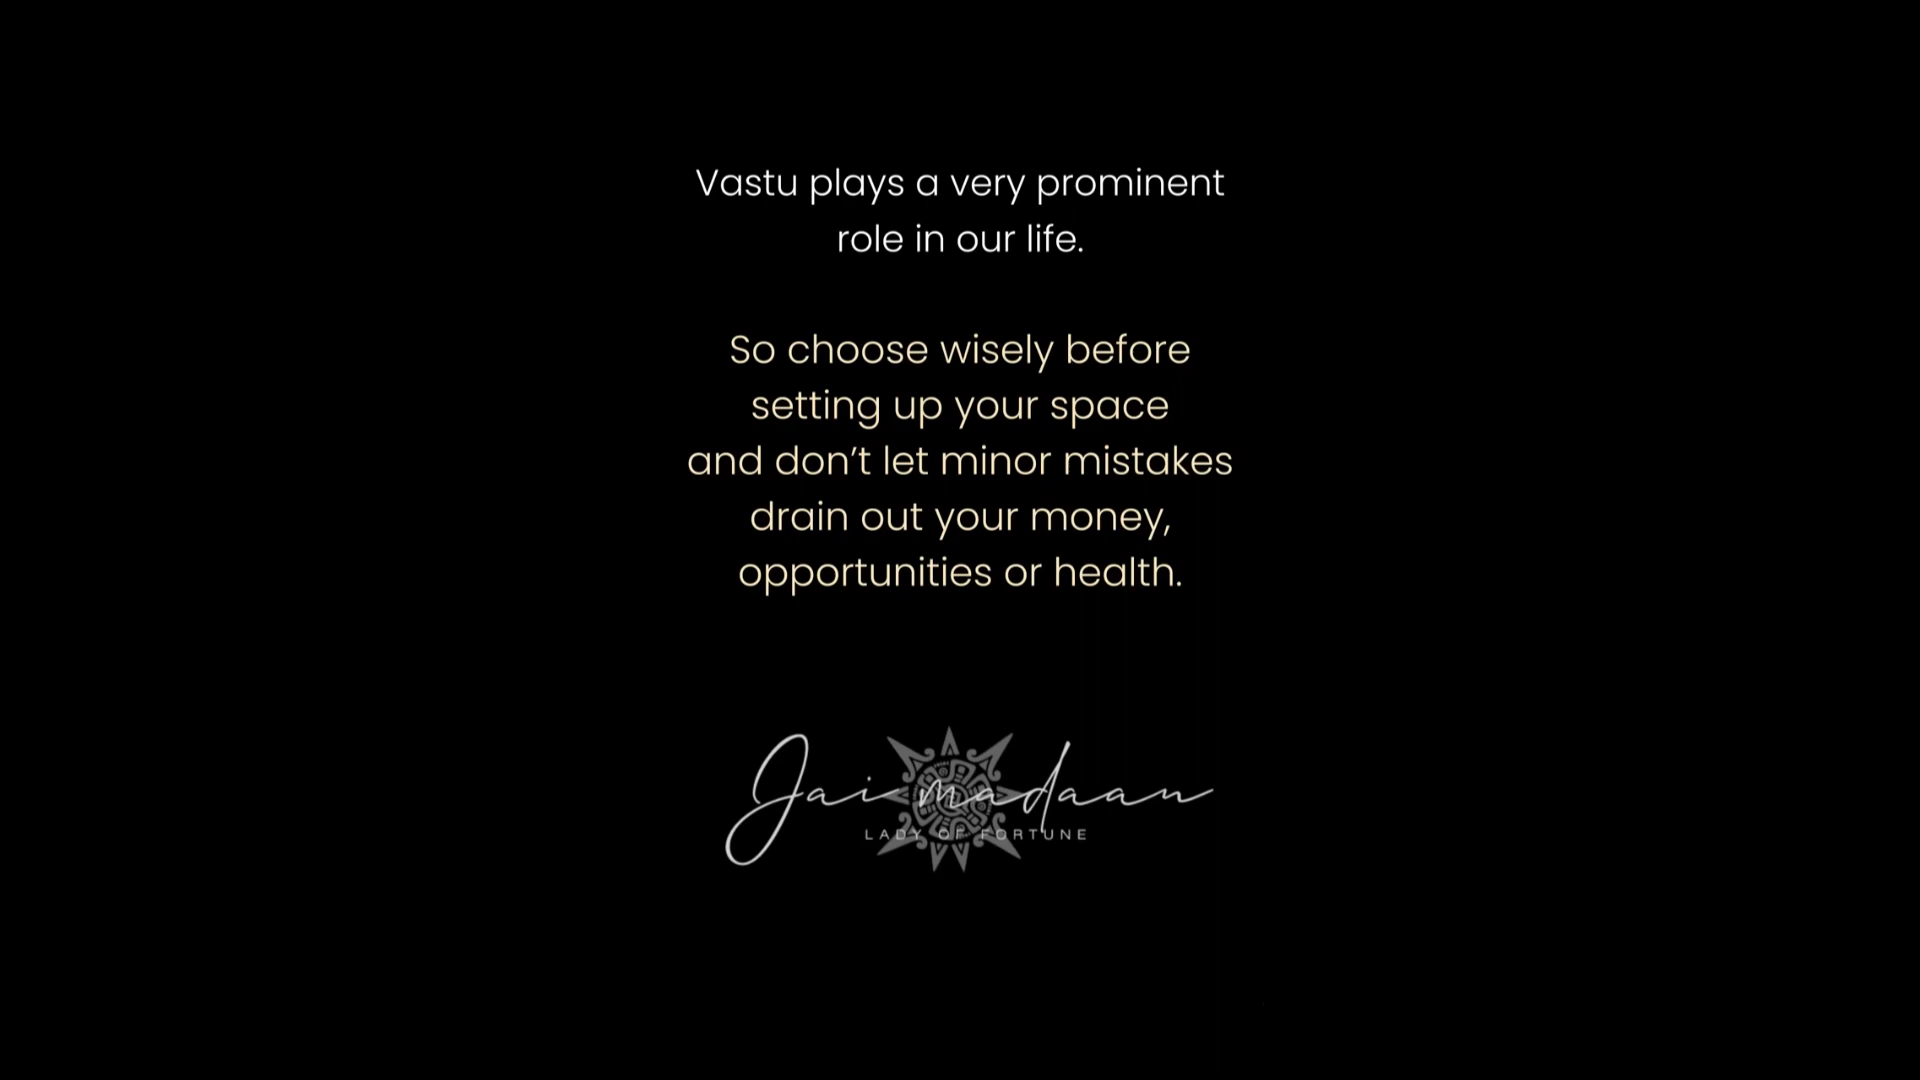 Vastu plays a very prominent
role in our life.
So choose wisely before
setting up your space
and don’t let minor mistakes
drain out your money,
opportunities or health.
Jai madaan
LADY OF FORTUNE